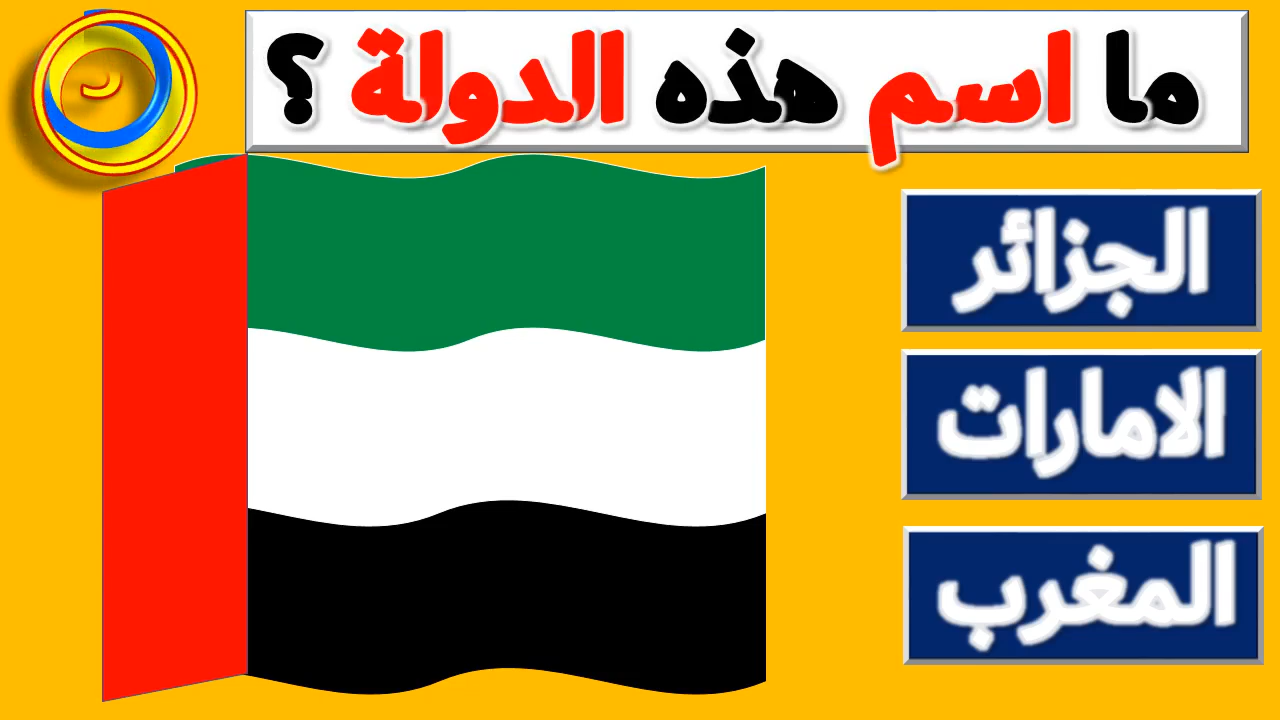 ما اسم هذه الدولة ؟
الجزائر
الامارات
المغرب